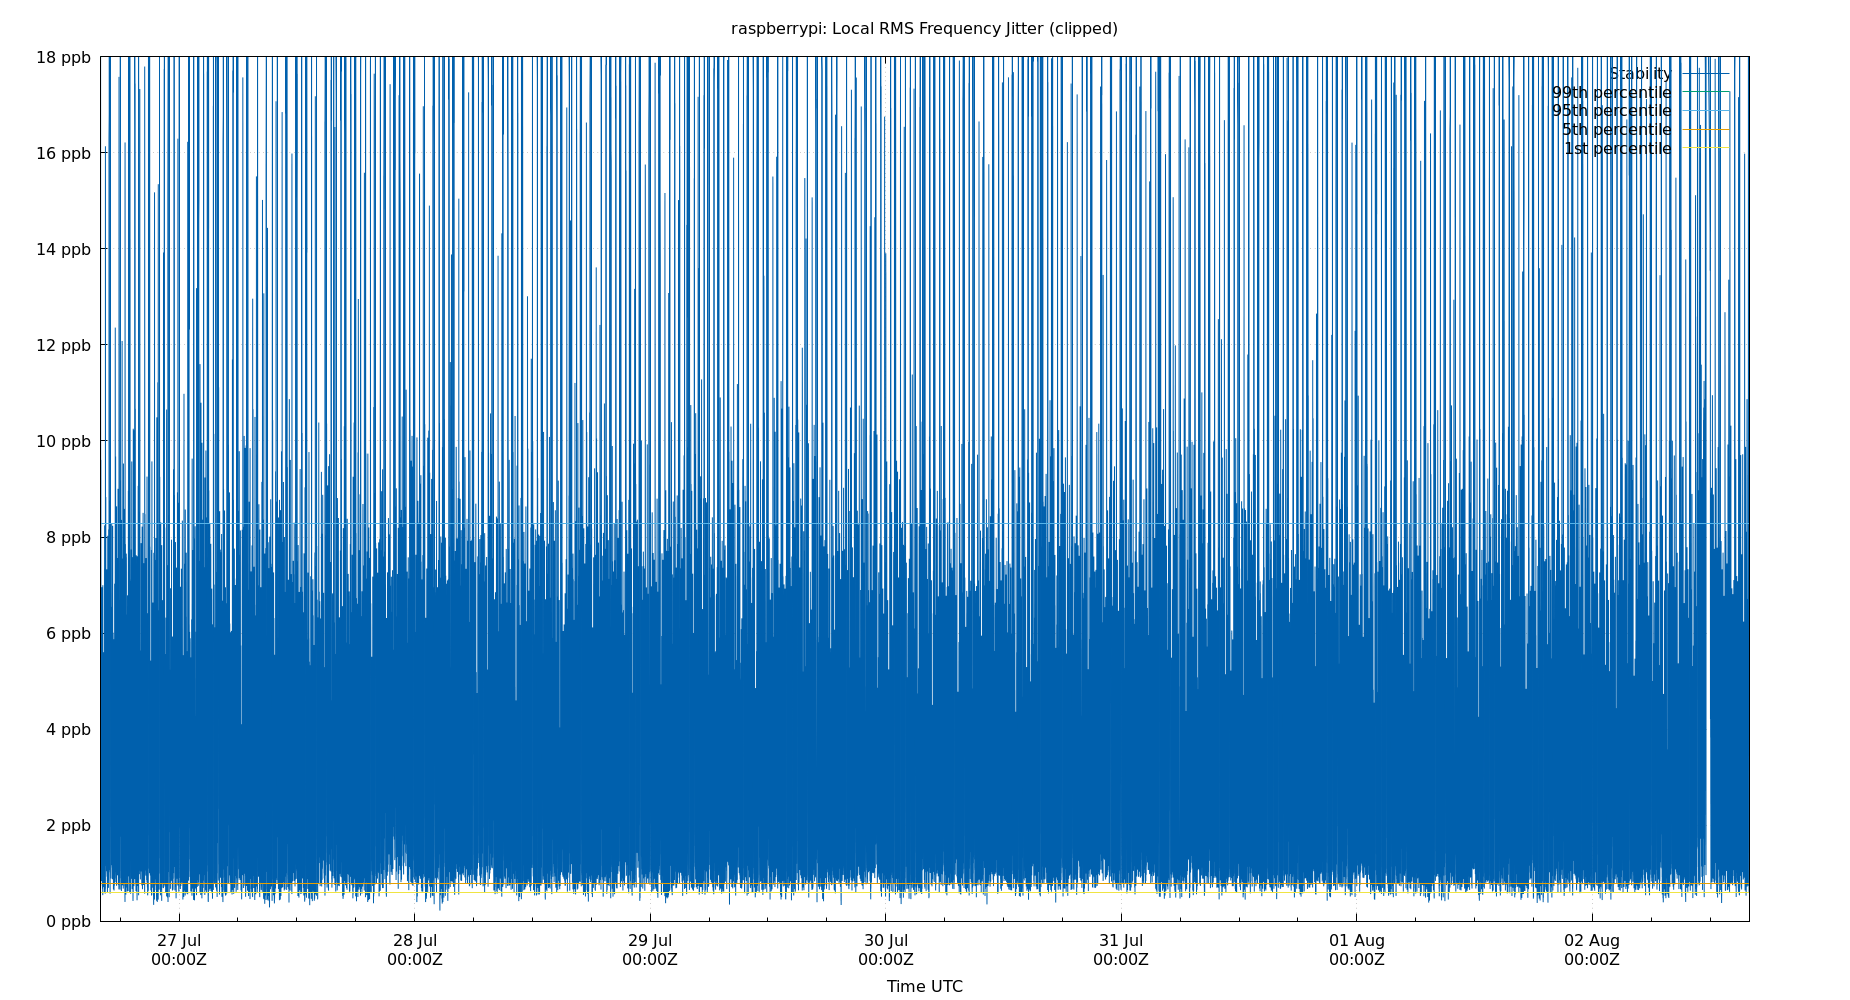 raspberrypi: Local RMS Frequency Jitter (clipped)
18 ppb
16 ppb
14 ppb
12 ppb
10 ppb
8 ppb
6 ppb
4 ppb
2 ppb
0 ppb
Stability
99th percentile
95th percentile
5th percentile
1st percentile
27 Jul
00:00Z
28 Jul
00:00Z
29 Jul
00:00Z
30 Jul
00:00Z
31 Jul
00:00Z
01 Aug
00:00Z
02 Aug
00:00Z
Time UTC